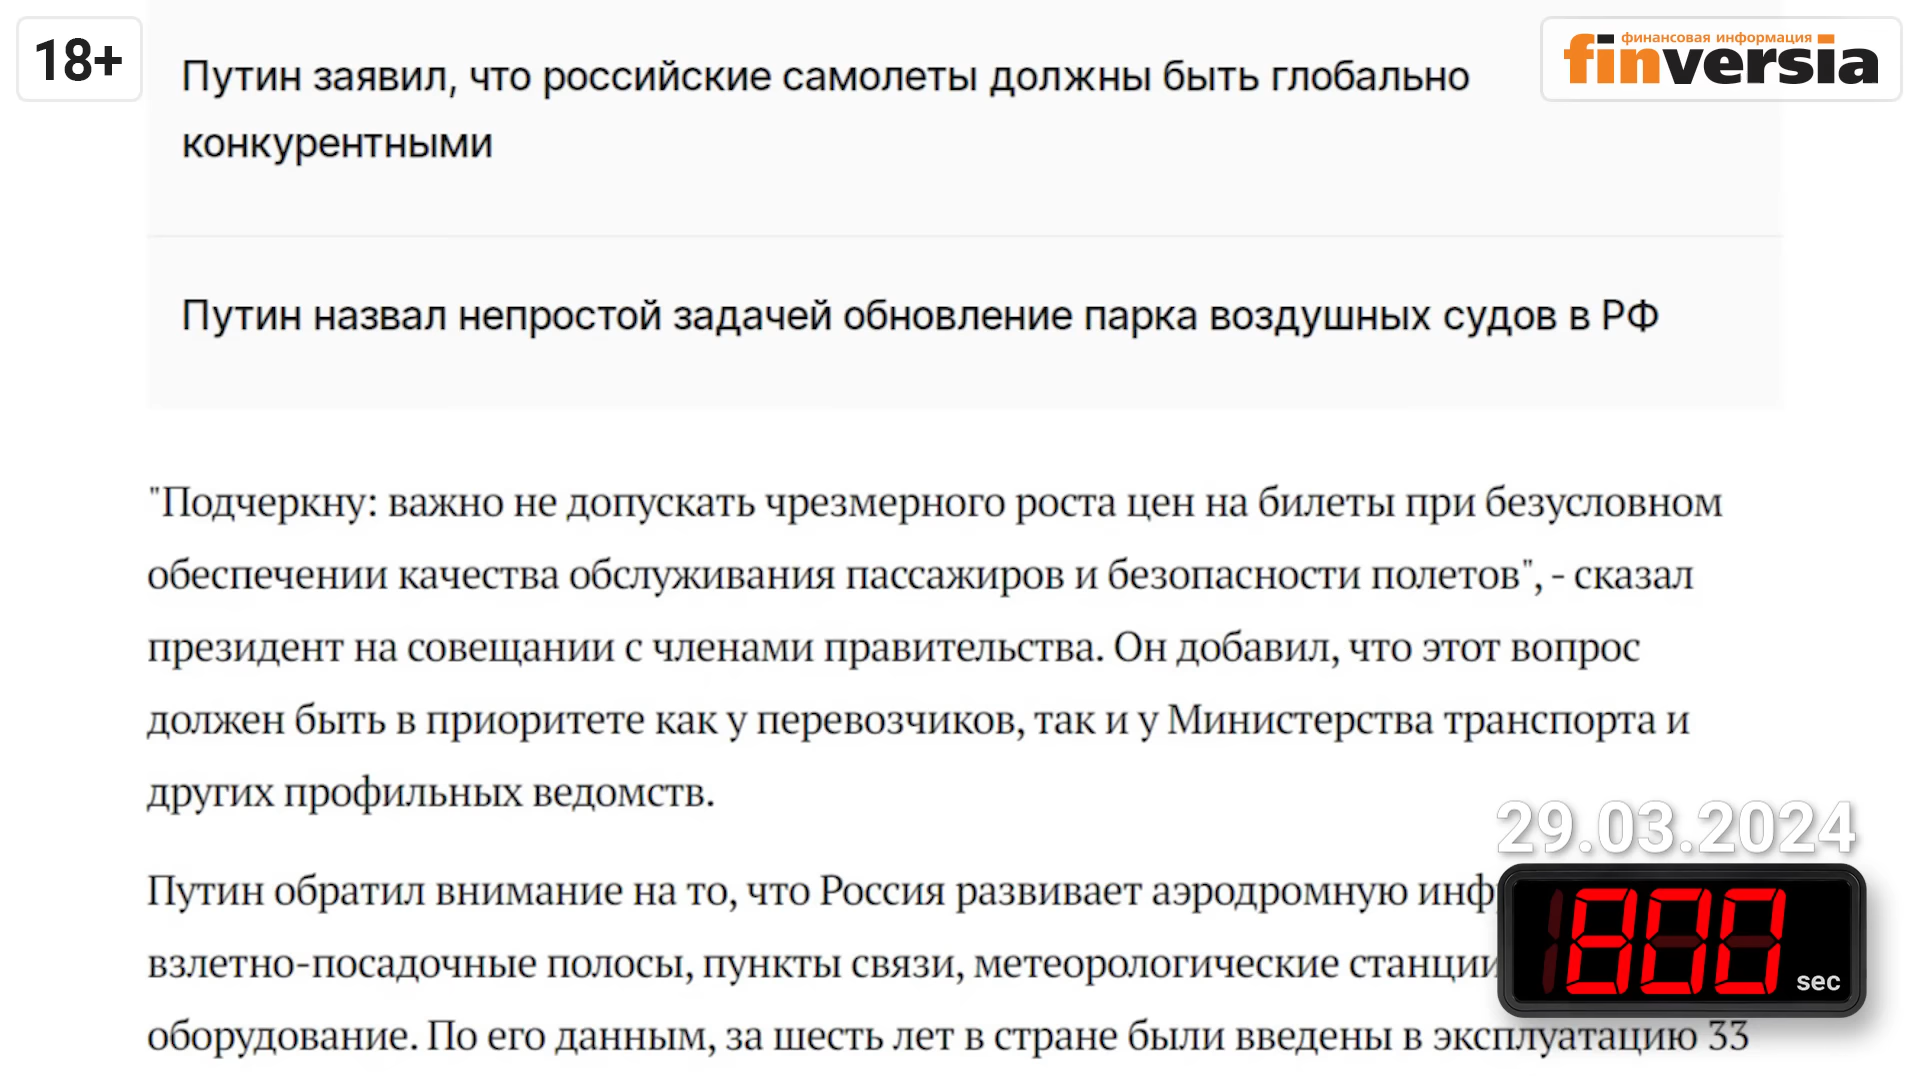 18+
финансовая информация
finversia
Путин заявил, что российские самолеты должны быть глобально
конкурентными
Путин назвал непростой задачей обновление парка воздушных судов в РФ
"Подчеркну: важно не допускать чрезмерного роста цен на билеты при безусловном
обеспечении качества обслуживания пассажиров и безопасности полетов", - сказал
президент на совещании с членами правительства. Он добавил, что этот вопрос
должен быть в приоритете как у перевозчиков, так и у Министерства транспорта и
других профильных ведомств.
Путин обратил внимание на то, что Россия развивает аэродромную
взлетно-посадочные полосы, пункты связи, метеорологические станции
оборудование. По его данным, за шесть лет в стране были введены в эксплуатацию 33
29.03.2024
800
sec